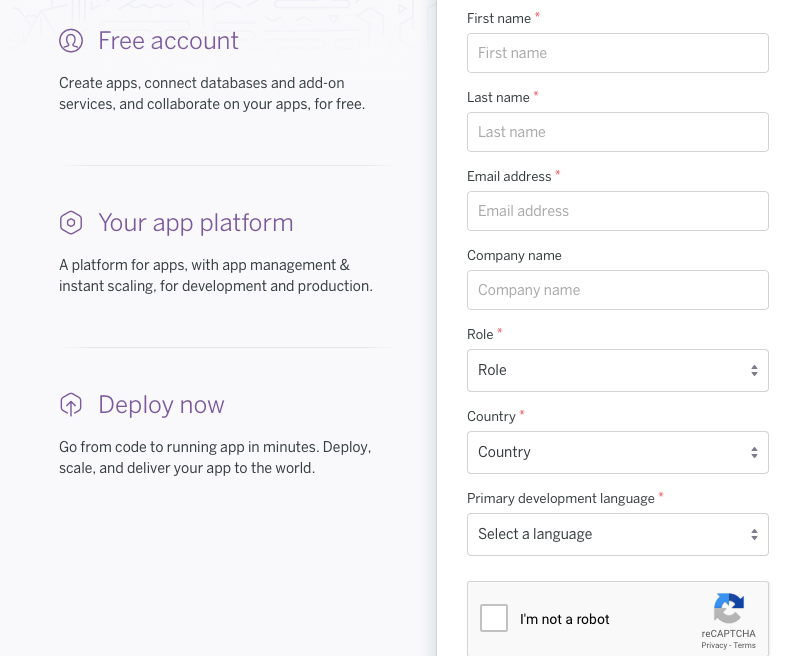 Free account
Create apps, connect databases and add-on
services, and collaborate on your apps, for free.
Your app platform
A platform for apps, with app management &
instant scaling, for development and production.
Deploy now
Go from code to running app in minutes. Deploy,
scale, and deliver your app to the world.
First name *
First name
Last name *
Last name
Email address *
Email address
Company name
Company name
Role *
Role
Country *
Country
Primary development language *
Select a language
I'm not a robot
reCAPTCHA
Privacy - Terms